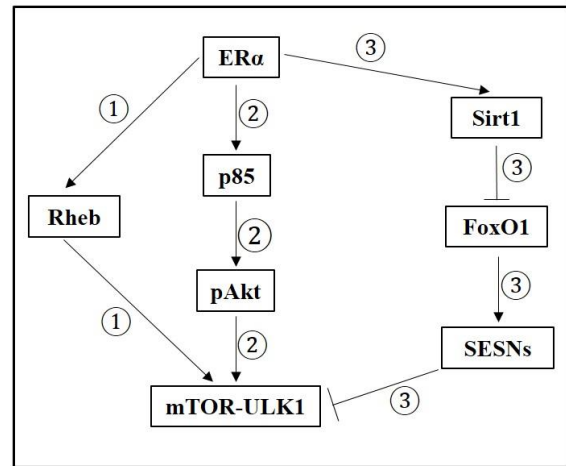 ERα
③
①
②
Sirt1
p85
③
Rheb
②
FoxO1
pAkt
③
①
②
SESNs
mTOR-ULK1
③